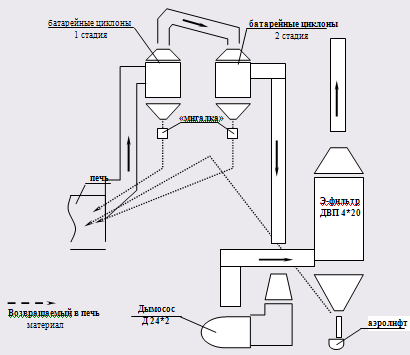 батарейные циклоны
1 стадия
батарейные циклоны
2 стадия
«мигалка»
печь
Э-фильтр
ДВП 4*20
Возвращаемый в печь
материал
Дымосос
Д 24*2
аэролифт